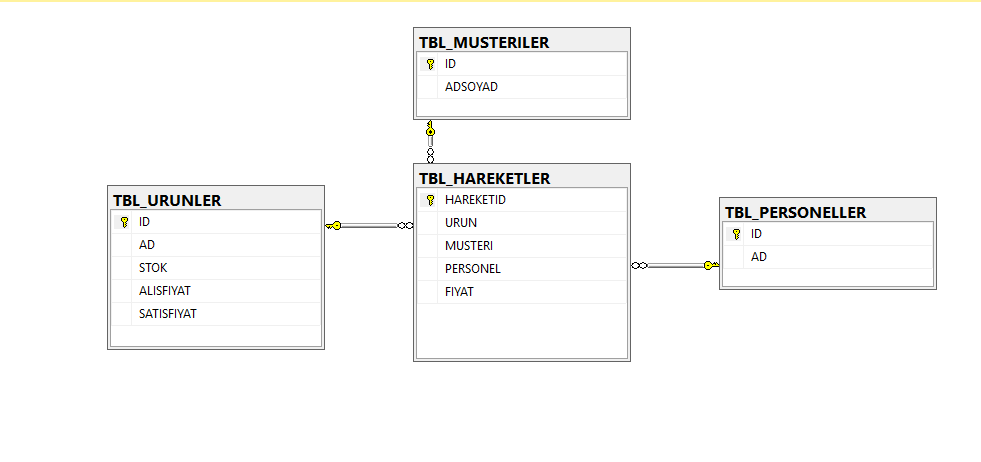 TBL_MUSTERILER
ID
ADSOYAD
TBL_URUNLER
ID
AD
STOK
ALISFIYAT
SATISFIYAT
TBL_HAREKETLER
HAREKETID
URUN
MUSTERI
PERSONEL
FIYAT
TBL_PERSONELLER
ID
AD